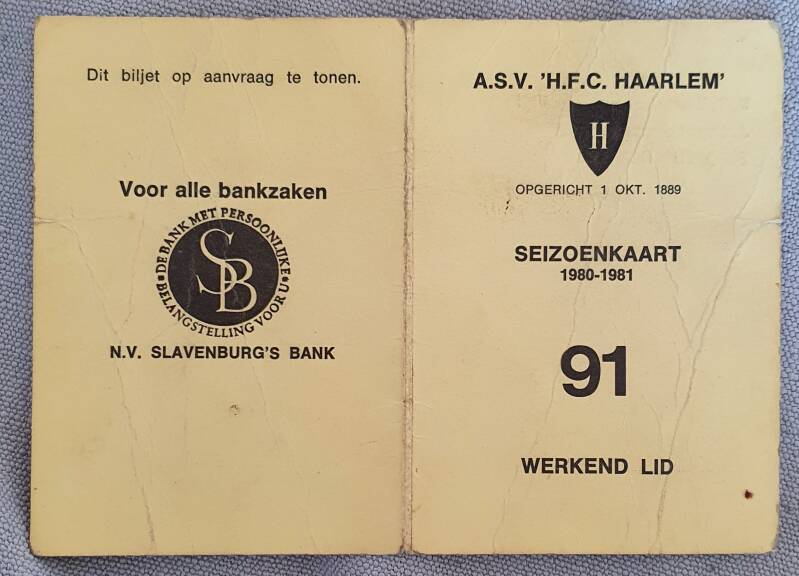 Dit biljet op aanvraag te tonen.
Voor alle bankzaken
DE BANK MET PERSOONLIJKE
BELANGSTELLING VOOR U
SB
N.V. SLAVENBURG'S BANK
A.S.V. 'H.F.C. HAARLEM'
H
OPGERICHT 1 OKT. 1889
SEIZOENKAART
1980-1981
91
WERKEND LID